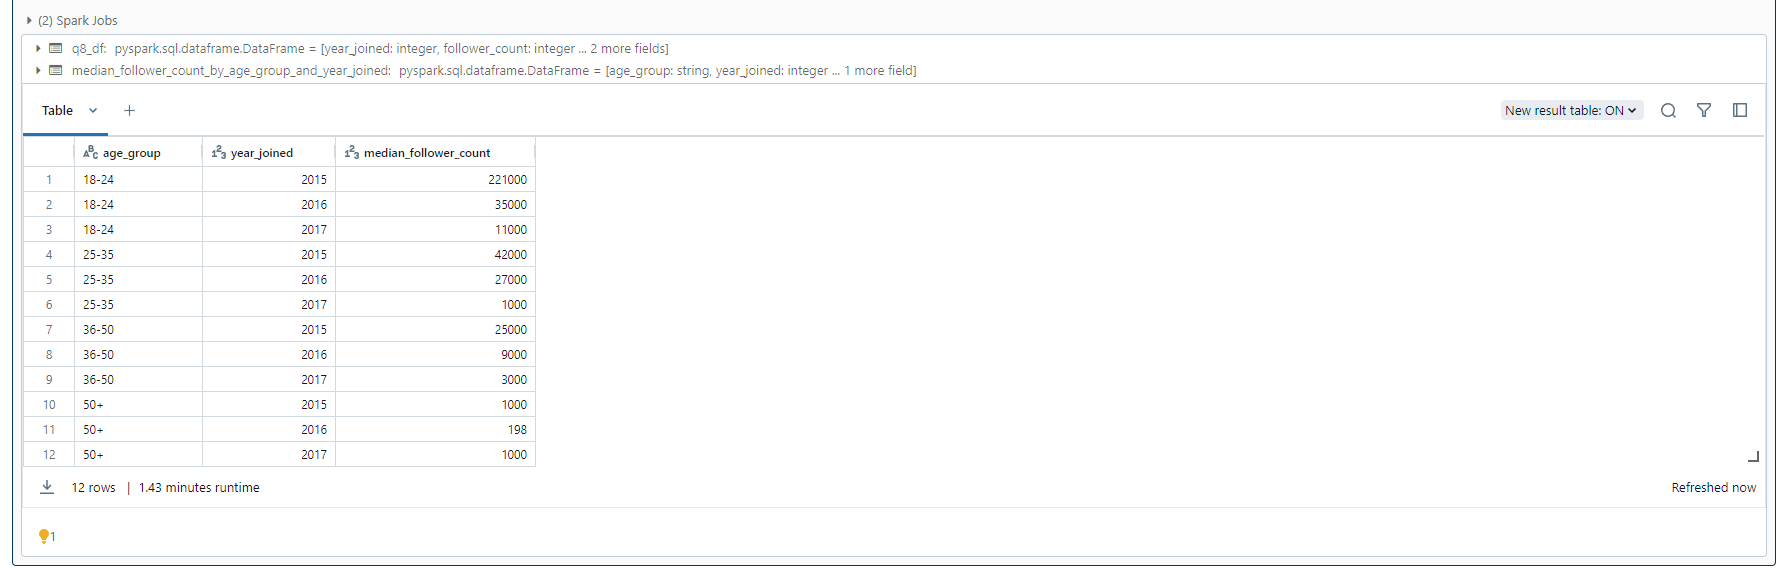 (2) Spark Jobs
q8_df: pyspark.sql.dataframe.DataFrame = [year_joined: integer, follower_count: integer ... 2 more fields]
median_follower_count_by_age_group_and_year_joined: pyspark.sql.dataframe.DataFrame = [age_group: string, year_joined: integer ... 1 more field]
Table + New result table: ON
ABC age_group 123 year_joined 123 median_follower_count
1 18-24 2015 221000
2 18-24 2016 35000
3 18-24 2017 11000
4 25-35 2015 42000
5 25-35 2016 27000
6 25-35 2017 1000
7 36-50 2015 25000
8 36-50 2016 9000
9 36-50 2017 3000
10 50+ 2015 1000
11 50+ 2016 198
12 50+ 2017 1000
12 rows | 1.43 minutes runtime Refreshed now
1